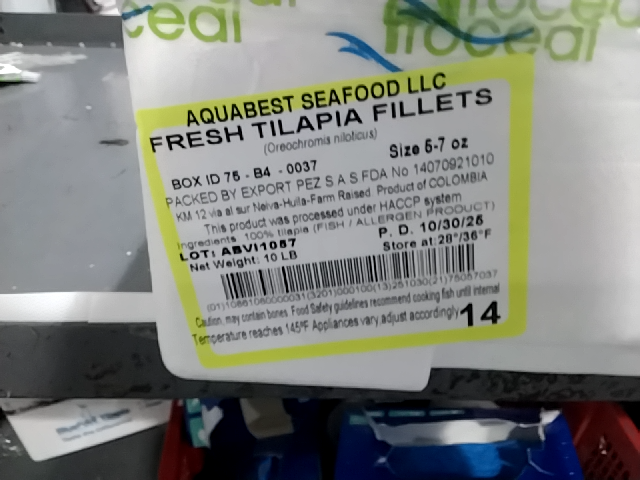 ceal
froceal
AQUABEST SEAFOOD LLC
FRESH TILAPIA FILLETS
(Oreochromis niloticus)
Size 5-7 oz
BOX ID 75 - B4 - 0037
PACKED BY EXPORT PEZ S A S FDA No 14070921010
KM 12 via al sur Neiva-Huila-Farm Raised. Product of COLOMBIA
This product was processed under HACCP system
Ingredients 100% tilapia (FISH / ALLERGEN PRODUCT)
LOT: ABVI1087 P. D. 10/30/25
Net Weight: 10 LB Store at:28°/36°F
Caution, may contain bones. Food Safety guidelines recommend cooking fish until internal
Temperature reaches 145°F Appliances vary,adjust accordingly
14